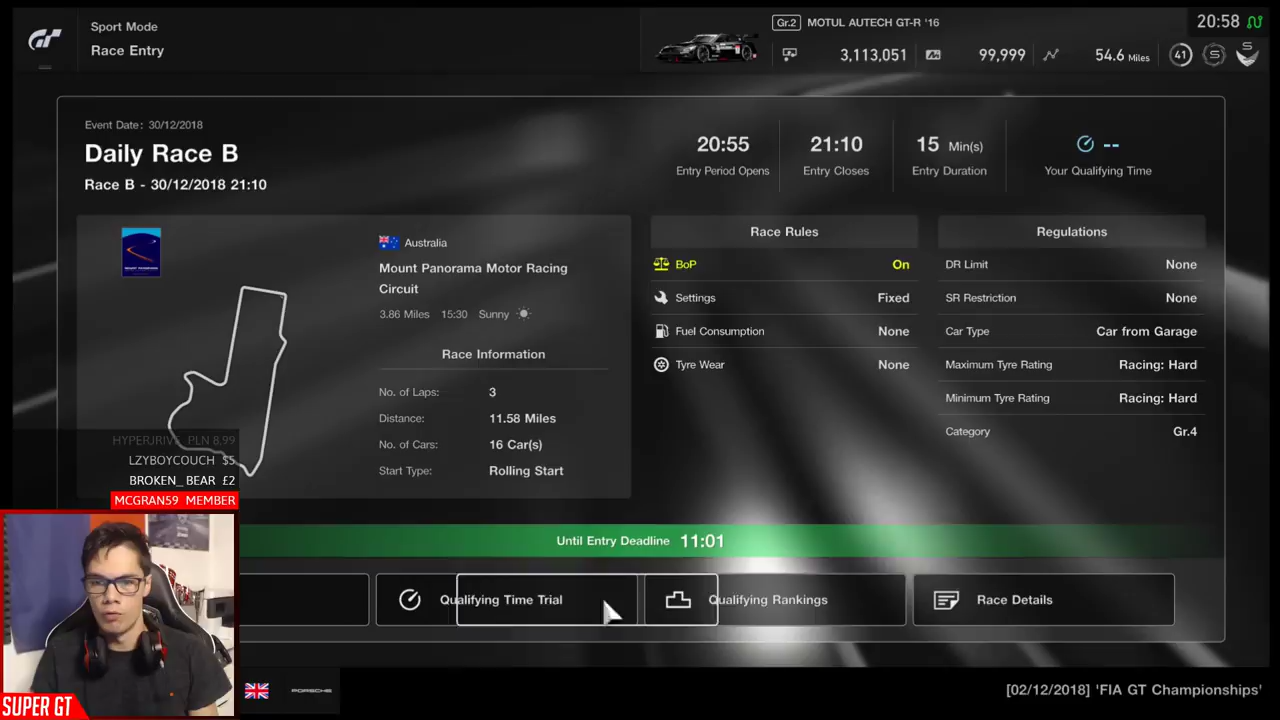 Sport Mode
Race Entry
Gr.2 MOTUL AUTECH GT-R '16
20:58
3,113,051
99,999
54.6 Miles
41
S
S
Event Date: 30/12/2018
Daily Race B
Race B - 30/12/2018 21:10
20:55
Entry Period Opens
21:10
Entry Closes
15 Min(s)
Entry Duration
--
Your Qualifying Time
MOUNT PANORAMA
Australia
Mount Panorama Motor Racing
Circuit
3.86 Miles 15:30 Sunny
Race Information
No. of Laps: 3
Distance: 11.58 Miles
No. of Cars: 16 Car(s)
Start Type: Rolling Start
Race Rules
BoP On
Settings Fixed
Fuel Consumption None
Tyre Wear None
Regulations
DR Limit None
SR Restriction None
Car Type Car from Garage
Maximum Tyre Rating Racing: Hard
Minimum Tyre Rating Racing: Hard
Category Gr.4
HYPERJRIVE PLN 8.99
LZYBOYCOUCH $5
BROKEN_BEAR £2
MCGRAN59 MEMBER
Until Entry Deadline 11:01
Qualifying Time Trial
Qualifying Rankings
Race Details
SUPER GT
PORSCHE
[02/12/2018] 'FIA GT Championships'